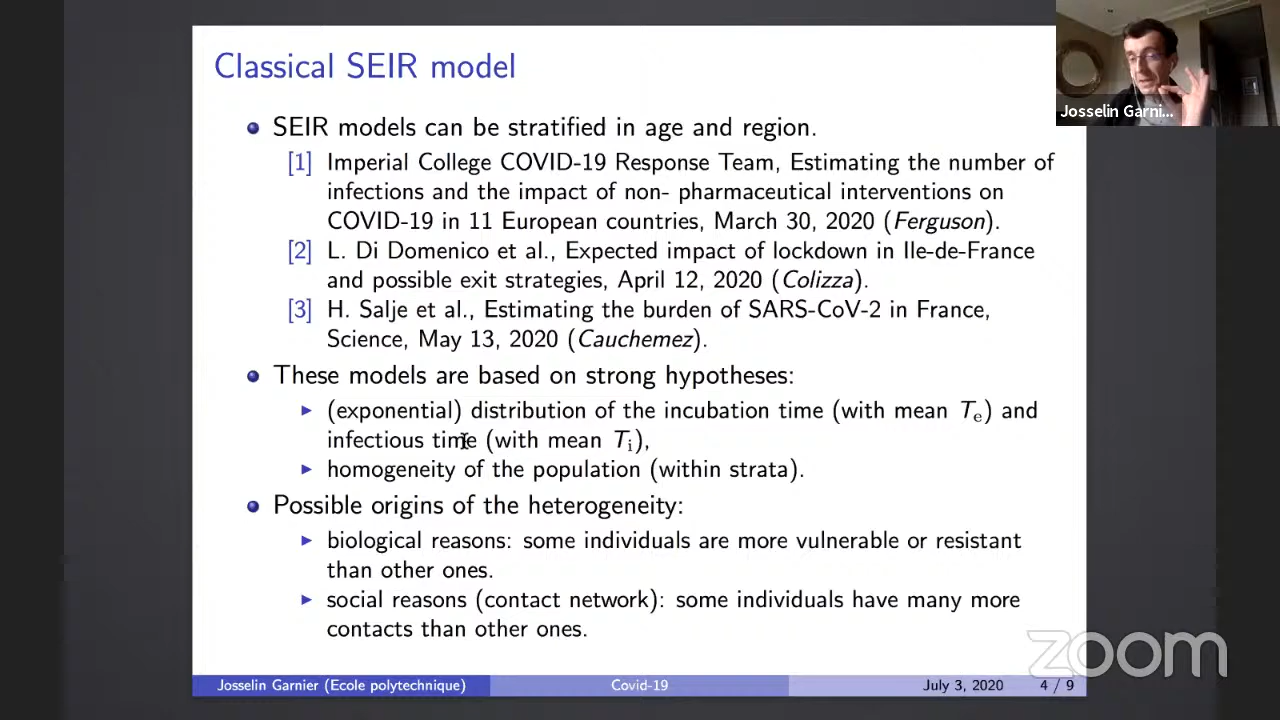 Classical SEIR model
SEIR models can be stratified in age and region.
[1] Imperial College COVID-19 Response Team, Estimating the number of
infections and the impact of non- pharmaceutical interventions on
COVID-19 in 11 European countries, March 30, 2020 (Ferguson).
[2] L. Di Domenico et al., Expected impact of lockdown in Ile-de-France
and possible exit strategies, April 12, 2020 (Colizza).
[3] H. Salje et al., Estimating the burden of SARS-CoV-2 in France,
Science, May 13, 2020 (Cauchemez).
These models are based on strong hypotheses:
(exponential) distribution of the incubation time (with mean Te) and
infectious time (with mean Ti),
homogeneity of the population (within strata).
Possible origins of the heterogeneity:
biological reasons: some individuals are more vulnerable or resistant
than other ones.
social reasons (contact network): some individuals have many more
contacts than other ones.
Josselin Garnier (Ecole polytechnique) Covid-19 July 3, 2020 4 / 9
Josselin Garni...
zoom